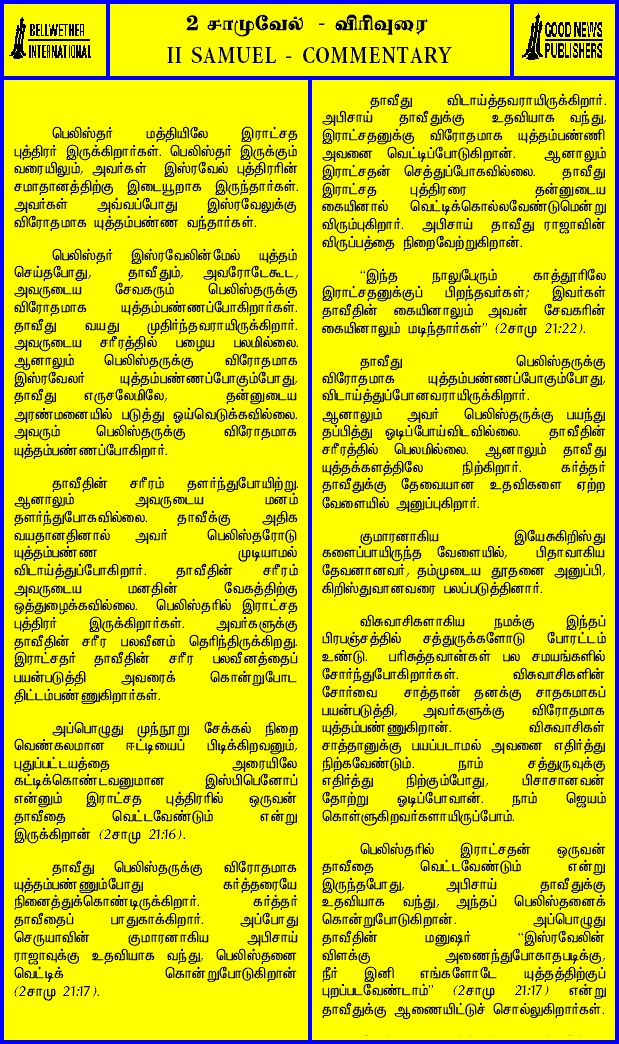 BELLWETHER
INTERNATIONAL
2 சாமுவேல் - விரிவுரை
II SAMUEL - COMMENTARY
GOOD NEWS
PUBLISHERS
பெலிஸ்தர் மத்தியிலே இராட்சத
புத்திரர் இருக்கிறார்கள். பெலிஸ்தர் இருக்கும்
வரையிலும், அவர்கள் இஸ்ரவேல் புத்திரரின்
சமாதானத்திற்கு இடையூறாக இருந்தார்கள்.
அவர்கள் அவ்வப்போது இஸ்ரவேலுக்கு
விரோதமாக யுத்தம்பண்ண வந்தார்கள்.
பெலிஸ்தர் இஸ்ரவேலின்மேல் யுத்தம்
செய்தபோது, தாவீதும், அவரோடேகூட,
அவருடைய சேவகரும் பெலிஸ்தருக்கு
விரோதமாக யுத்தம்பண்ணப்போகிறார்கள்.
தாவீது வயது முதிர்ந்தவராயிருக்கிறார்.
அவருடைய சரீரத்தில் பழைய பலமில்லை.
ஆனாலும் பெலிஸ்தருக்கு விரோதமாக
இஸ்ரவேலர் யுத்தம்பண்ணப்போகும்போது,
தாவீது எருசலேமிலே, தன்னுடைய
அரண்மனையில் படுத்து ஓய்வெடுக்கவில்லை.
அவரும் பெலிஸ்தருக்கு விரோதமாக
யுத்தம்பண்ணப்போகிறார்.
தாவீதின் சரீரம் தளர்ந்துபோயிற்று.
ஆனாலும் அவருடைய மனம்
தளர்ந்துபோகவில்லை. தாவீக்கு அதிக
வயதானதினால் அவர் பெலிஸ்தரோடு
யுத்தம்பண்ண முடியாமல்
விடாய்த்துப்போகிறார். தாவீதின் சரீரம்
அவருடைய மனதின் வேகத்திற்கு
ஒத்துழைக்கவில்லை. பெலிஸ்தரில் இராட்சத
புத்திரர் இருக்கிறார்கள். அவர்களுக்கு
தாவீதின் சரீர பலவீனம் தெரிந்திருக்கிறது.
இராட்சதர் தாவீதின் சரீர பலவீனத்தைப்
பயன்படுத்தி அவரைக் கொன்றுபோட
திட்டம்பண்ணுகிறார்கள்.
அப்பொழுது முந்நூறு சேக்கல் நிறை
வெண்கலமான ஈட்டியைப் பிடிக்கிறவனும்,
புதுப்பட்டயத்தை அரையிலே
கட்டிக்கொண்டவனுமான இஸ்பிபெனோப்
என்னும் இராட்சத புத்திரரில் ஒருவன்
தாவீதை வெட்டவேண்டும் என்று
இருக்கிறான் (2சாமு 21:16).
தாவீது பெலிஸ்தருக்கு விரோதமாக
யுத்தம்பண்ணும்போது கர்த்தரையே
நினைத்துக்கொண்டிருக்கிறார். கர்த்தர்
தாவீதைப் பாதுகாக்கிறார். அப்போது
செருயாவின் குமாரனாகிய அபிசாய்
ராஜாவுக்கு உதவியாக வந்து, பெலிஸ்தனை
வெட்டிக் கொன்றுபோடுகிறான்
(2சாமு 21:17).
தாவீது விடாய்த்தவராயிருக்கிறார்.
அபிசாய் தாவீதுக்கு உதவியாக வந்து,
இராட்சதனுக்கு விரோதமாக யுத்தம்பண்ணி
அவனை வெட்டிப்போடுகிறான். ஆனாலும்
இராட்சதன் செத்துப்போகவில்லை. தாவீது
இராட்சத புத்திரரை தன்னுடைய
கையினால் வெட்டிக்கொல்லவேண்டுமென்று
விரும்புகிறார். அபிசாய் தாவீது ராஜாவின்
விருப்பத்தை நிறைவேற்றுகிறான்.
"இந்த நாலுபேரும் காத்தூரிலே
இராட்சதனுக்குப் பிறந்தவர்கள்; இவர்கள்
தாவீதின் கையினாலும் அவன் சேவகரின்
கையினாலும் மடிந்தார்கள்" (2சாமு 21:22).
தாவீது பெலிஸ்தருக்கு
விரோதமாக யுத்தம்பண்ணப்போகும்போது,
விடாய்த்துப்போனவராயிருக்கிறார்.
ஆனாலும் அவர் பெலிஸ்தருக்கு பயந்து
தப்பித்து ஓடிப்போய்விடவில்லை. தாவீதின்
சரீரத்தில் பெலமில்லை. ஆனாலும் தாவீது
யுத்தக்களத்திலே நிற்கிறார். கர்த்தர்
தாவீதுக்கு தேவையான உதவிகளை ஏற்ற
வேளையில் அனுப்புகிறார்.
குமாரனாகிய இயேசுகிறிஸ்து
களைப்பாயிருந்த வேளையில், பிதாவாகிய
தேவனானவர், தம்முடைய தூதனை அனுப்பி,
கிறிஸ்துவானவரை பலப்படுத்தினார்.
விசுவாசிகளாகிய நமக்கு இந்தப்
பிரபஞ்சத்தில் சத்துருக்களோடு போரட்டம்
உண்டு. பரிசுத்தவான்கள் பல சமயங்களில்
சோர்ந்துபோகிறார்கள். விசுவாசிகளின்
சோர்வை சாத்தான் தனக்கு சாதகமாகப்
பயன்படுத்தி, அவர்களுக்கு விரோதமாக
யுத்தம்பண்ணுகிறான். விசுவாசிகள்
சாத்தானுக்கு பயப்படாமல் அவனை எதிர்த்து
நிற்கவேண்டும். நாம் சத்துருவுக்கு
எதிர்த்து நிற்கும்போது, பிசாசானவன்
தோற்று ஓடிப்போவான். நாம் ஜெயம்
கொள்ளுகிறவர்களாயிருப்போம்.
பெலிஸ்தரில் இராட்சதன் ஒருவன்
தாவீதை வெட்டவேண்டும் என்று
இருந்தபோது, அபிசாய் தாவீதுக்கு
உதவியாக வந்து, அந்தப் பெலிஸ்தனைக்
கொன்றுபோடுகிறான். அப்பொழுது
தாவீதின் மனுஷர் "இஸ்ரவேலின்
விளக்கு அணைந்துபோகாதபடிக்கு,
நீர் இனி எங்களோடே யுத்தத்திற்குப்
புறப்படவேண்டாம்" (2சாமு 21:17) என்று
தாவீதுக்கு ஆணையிட்டுச் சொல்லுகிறார்கள்.